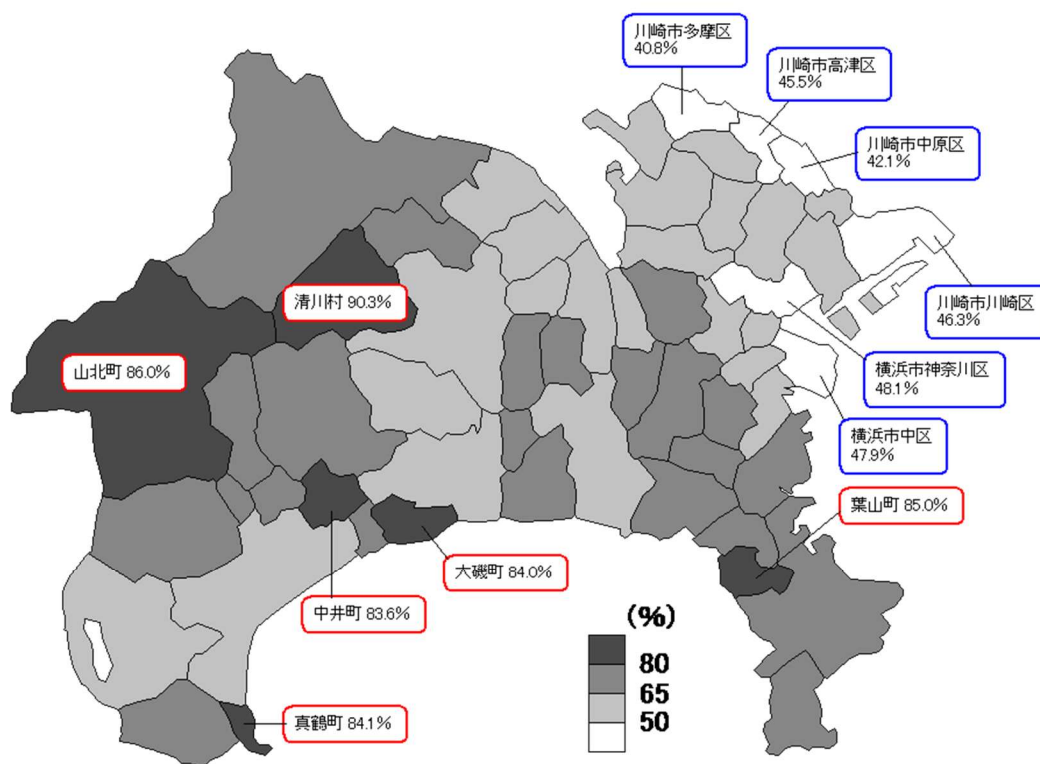 川崎市多摩区
40.8%
川崎市高津区
45.5%
川崎市中原区
42.1%
川崎市川崎区
46.3%
横浜市神奈川区
48.1%
横浜市中区
47.9%
清川村 90.3%
山北町 86.0%
葉山町 85.0%
大磯町 84.0%
中井町 83.6%
真鶴町 84.1%
(%)
80
65
50